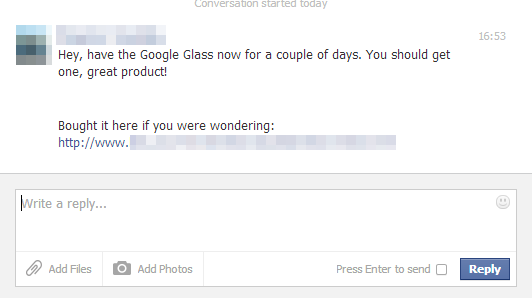 Conversation started today
16:53
Hey, have the Google Glass now for a couple of days. You should get
one, great product!
Bought it here if you were wondering:
http://www.
Write a reply...
Add Files
Add Photos
Press Enter to send
Reply